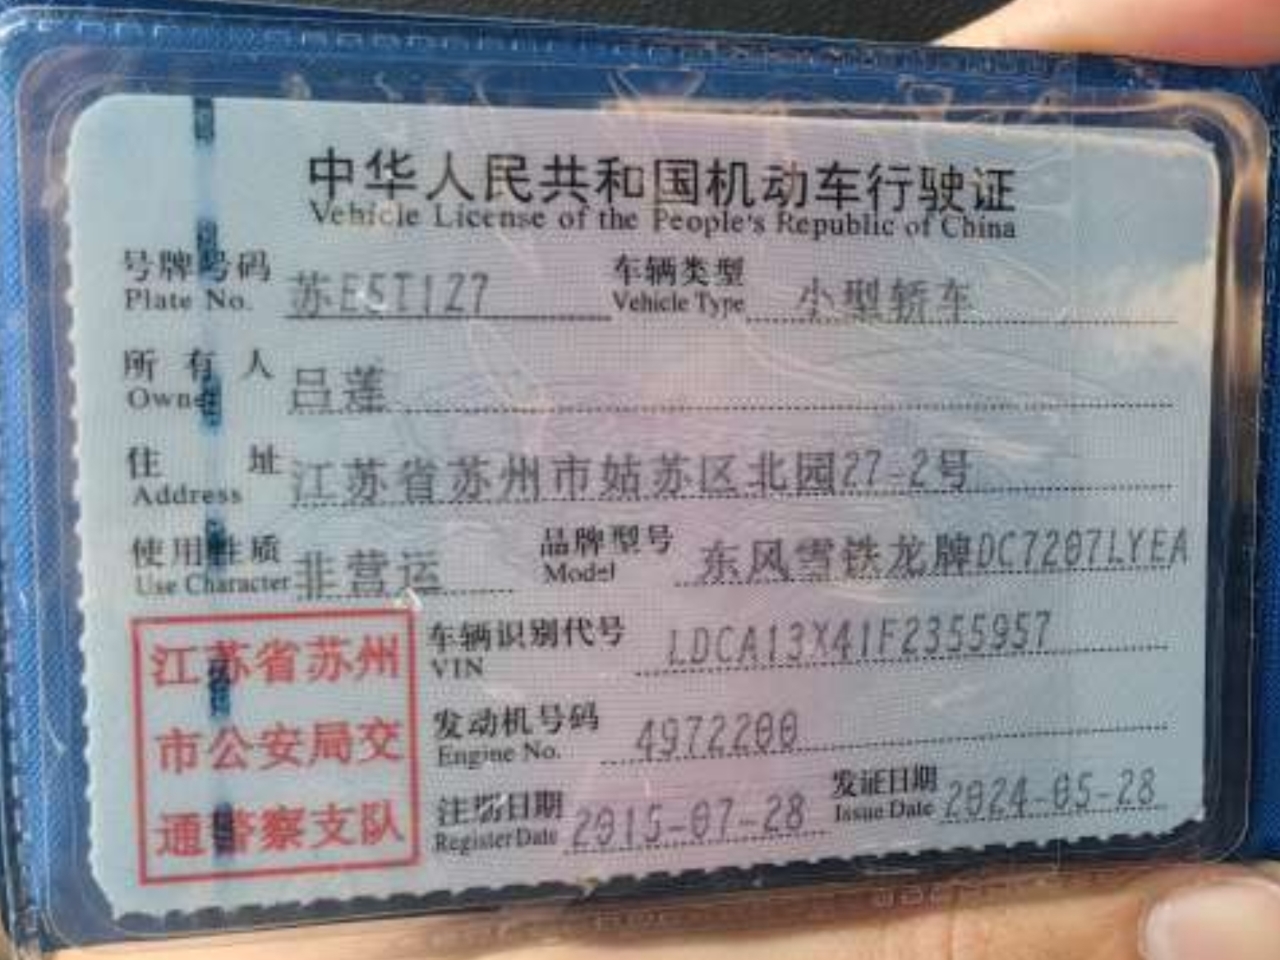 中华人民共和国机动车行驶证
Vehicle License of the People's Republic of China
号牌号码 苏E5T1Z7 车辆类型 小型轿车
Plate No. Vehicle Type
所有人 吕莲
Owner
住址 江苏省苏州市姑苏区北园27-2号
Address
使用性质 非营运 品牌型号 东风雪铁龙牌DC7207LYEA
Use Character Model
车辆识别代号 LDCA13X41F2355957
VIN
发动机号码 4972200
Engine No.
注册日期 2015-07-28 发证日期 2024-05-28
Register Date Issue Date
江苏省苏州
市公安局交
通警察支队